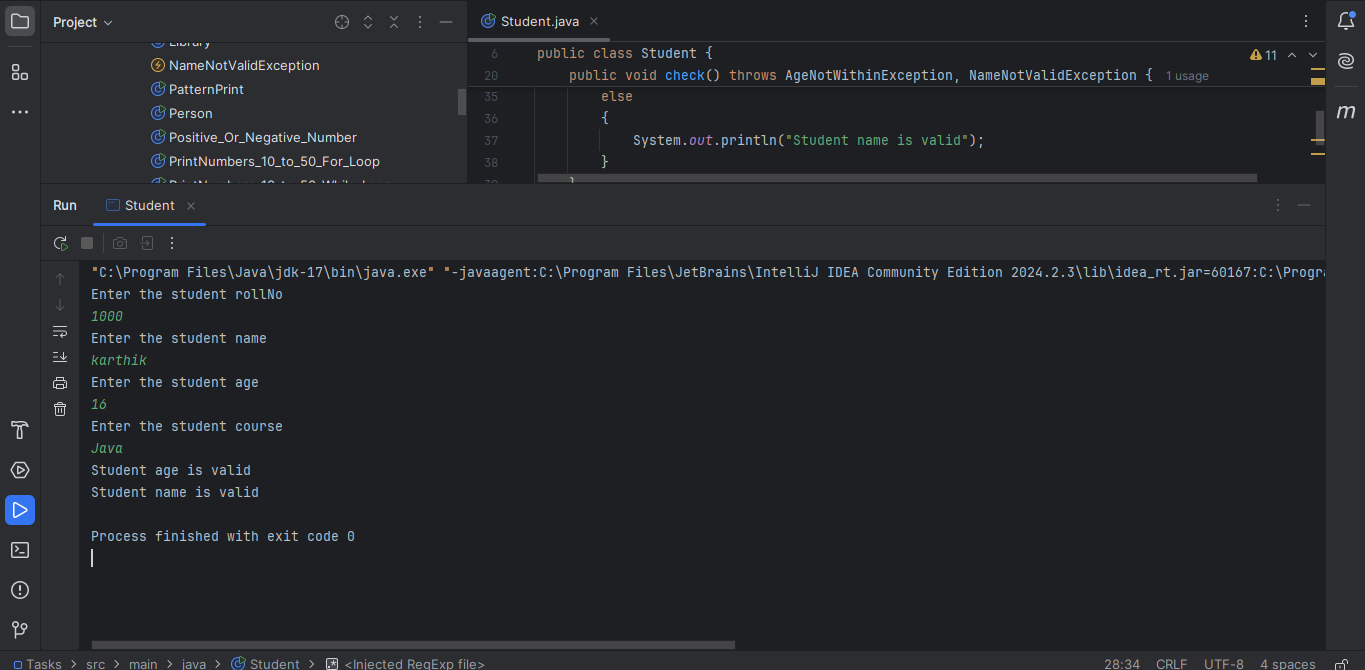 Project
Library
NameNotValidException
PatternPrint
Person
Positive_Or_Negative_Number
PrintNumbers_10_to_50_For_Loop
Student.java
6 public class Student {
11
20 public void check() throws AgeNotWithinException, NameNotValidException { 1 usage
35 else
36 {
37 System.out.println("Student name is valid");
38 }
39 }
Run Student
"C:\Program Files\Java\jdk-17\bin\java.exe" "-javaagent:C:\Program Files\JetBrains\IntelliJ IDEA Community Edition 2024.2.3\lib\idea_rt.jar=60167:C:\Progra
Enter the student rollNo
1000
Enter the student name
karthik
Enter the student age
16
Enter the student course
Java
Student age is valid
Student name is valid
Process finished with exit code 0
m
Tasks > src > main > java > Student > <Injected RegExp file>
28:34 CRLF UTF-8 4 spaces